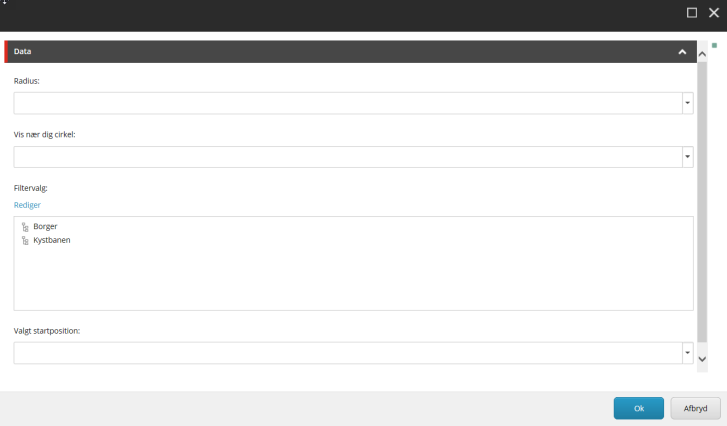 Data
Radius:
Vis nær dig cirkel:
Filtervalg:
Rediger
Borger
Kystbanen
Valgt startposition:
Ok
Afbryd